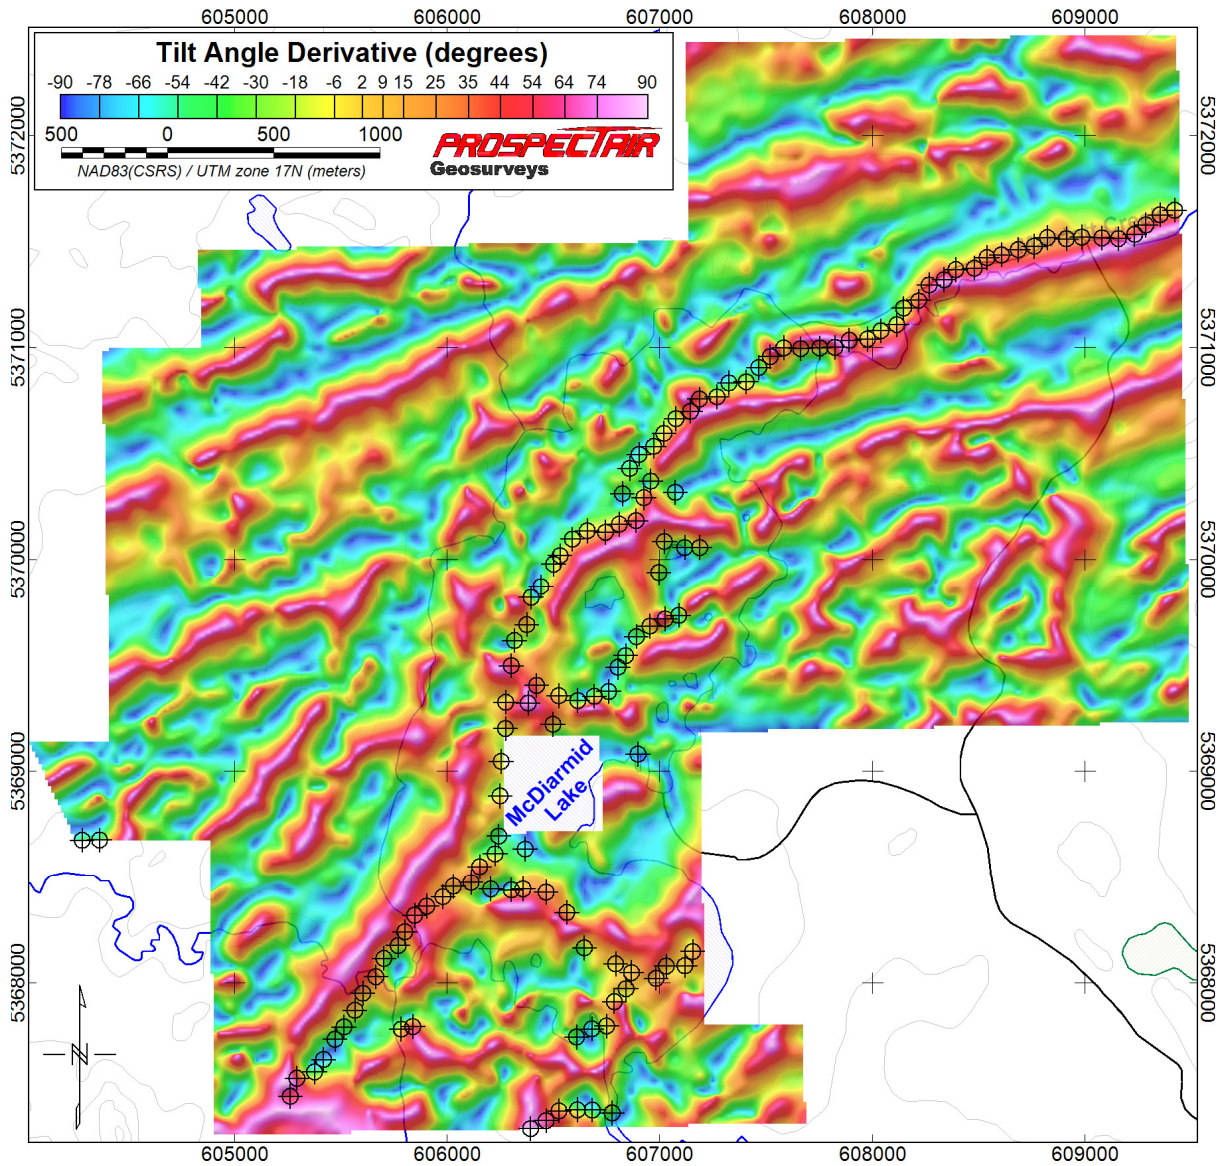 605000 606000 607000 608000 609000
Tilt Angle Derivative (degrees)
-90 -78 -66 -54 -42 -30 -18 -6 2 9 15 25 35 44 54 64 74 90
500 0 500 1000
NAD83(CSRS) / UTM zone 17N (meters)
PROSPECTAIR
Geosurveys
5372000 5372000
5371000 5371000
5370000 5370000
5369000 5369000
McDiarmid
Lake
5368000 5368000
N
605000 606000 607000 608000 609000